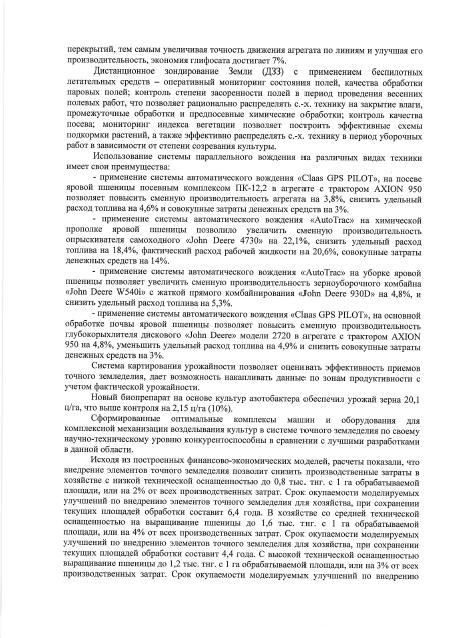 перекрытий, тем самым увеличивая точность движения агрегата по линиям и улучшая его
производительность, экономия глифосата достигает 7%.
Дистанционное зондирование Земли (ДЗЗ) с применением беспилотных
летательных средств – оперативный мониторинг состояния полей, качества обработки
паровых полей; контроль степени засоренности полей в период проведения весенних
полевых работ, что позволяет рационально распределять с.-х. технику на закрытие влаги,
промежуточные обработки и предпосевные химические обработки; контроль качества
посева; мониторинг индекса вегетации позволяет построить эффективные схемы
подкормки растений, а также эффективно распределять с.-х. технику в период уборочных
работ в зависимости от степени созревания культуры.
Использование системы параллельного вождения на различных видах техники
имеет свои преимущества:
- применение системы автоматического вождения «Claas GPS PILOT», на посеве
яровой пшеницы посевным комплексом ПК-12,2 в агрегате с трактором AXION 950
позволяет повысить сменную производительность агрегата на 3,8%, снизить удельный
расход топлива на 4,6% и совокупные затраты денежных средств на 3%.
- применение системы автоматического вождения «AutoTrac» на химической
прополке яровой пшеницы позволило увеличить сменную производительность
опрыскивателя самоходного «John Deere 4730» на 22,1%, снизить удельный расход
топлива на 18,4%, фактический расход рабочей жидкости на 20,6%, совокупные затраты
денежных средств на 14%.
- применение системы автоматического вождения «AutoTrac» на уборке яровой
пшеницы позволяет увеличить сменную производительность зерноуборочного комбайна
«John Deere W540i» с жаткой прямого комбайнирования «John Deere 930D» на 4,8%, и
снизить удельный расход топлива на 5,3%.
- применение системы автоматического вождения «Claas GPS PILOT», на основной
обработке почвы яровой пшеницы позволяет повысить сменную производительность
глубокорыхлителя дискового «John Deere» модели 2720 в агрегате с трактором AXION
950 на 4,8%, уменьшить удельный расход топлива на 4,9% и снизить совокупные затраты
денежных средств на 3%.
Система картирования урожайности позволяет оценивать эффективность приемов
точного земледелия, дает возможность накапливать данные по зонам продуктивности с
учетом фактической урожайности.
Новый биопрепарат на основе культур азотобактера обеспечил урожай зерна 20,1
ц/га, что выше контроля на 2,15 ц/га (10%).
Сформированные оптимальные комплексы машин и оборудования для
комплексной механизации возделывания культур в системе точного земледелия по своему
научно-техническому уровню конкурентоспособны в сравнении с лучшими разработками
в данной области.
Исходя из построенных финансово-экономических моделей, расчеты показали, что
внедрение элементов точного земледелия позволит снизить производственные затраты в
хозяйстве с низкой технической оснащенностью до 0,8 тыс. тнг. с 1 га обрабатываемой
площади, или на 2% от всех производственных затрат. Срок окупаемости моделируемых
улучшений по внедрению элементов точного земледелия для хозяйства, при сохранении
текущих площадей обработки составит 6,4 года. В хозяйстве со средней технической
оснащенностью на выращивание пшеницы до 1,6 тыс. тнг. с 1 га обрабатываемой
площади, или на 4% от всех производственных затрат. Срок окупаемости моделируемых
улучшений по внедрению элементов точного земледелия для хозяйства, при сохранении
текущих площадей обработки составит 4,4 года. С высокой технической оснащенностью
выращивание пшеницы до 1,2 тыс. тнг. с 1 га обрабатываемой площади, или на 3% от всех
производственных затрат. Срок окупаемости моделируемых улучшений по внедрению